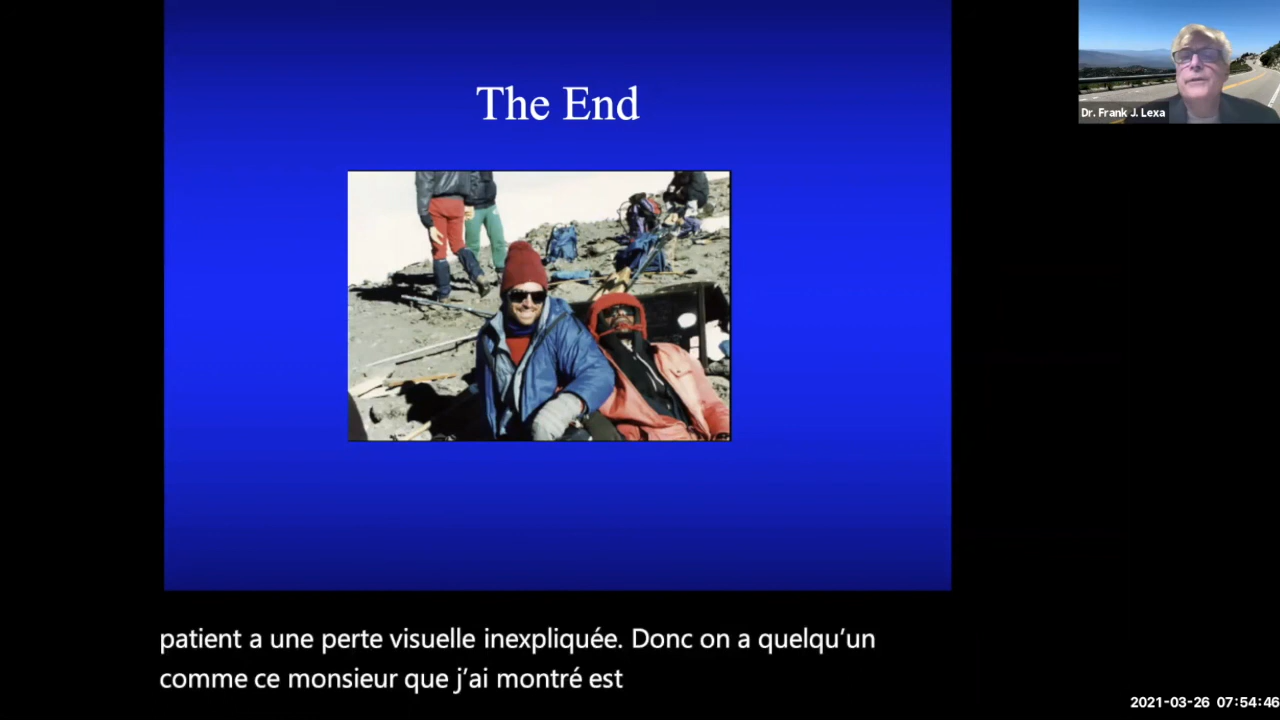 The End
Dr. Frank J. Lexa
patient a une perte visuelle inexpliquée. Donc on a quelqu’un
comme ce monsieur que j’ai montré est
2021-03-26 07:54:46